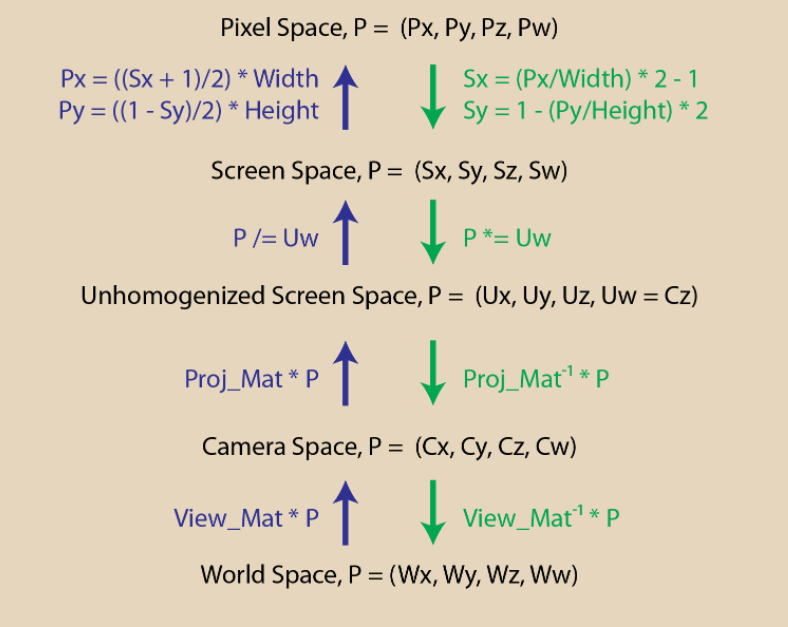 Pixel Space, P = (Px, Py, Pz, Pw)
Px = ((Sx + 1)/2) * Width
Py = ((1 - Sy)/2) * Height
Sx = (Px/Width) * 2 - 1
Sy = 1 - (Py/Height) * 2
Screen Space, P = (Sx, Sy, Sz, Sw)
P /= Uw
P *= Uw
Unhomogenized Screen Space, P = (Ux, Uy, Uz, Uw = Cz)
Proj_Mat * P
Proj_Mat⁻¹ * P
Camera Space, P = (Cx, Cy, Cz, Cw)
View_Mat * P
View_Mat⁻¹ * P
World Space, P = (Wx, Wy, Wz, Ww)